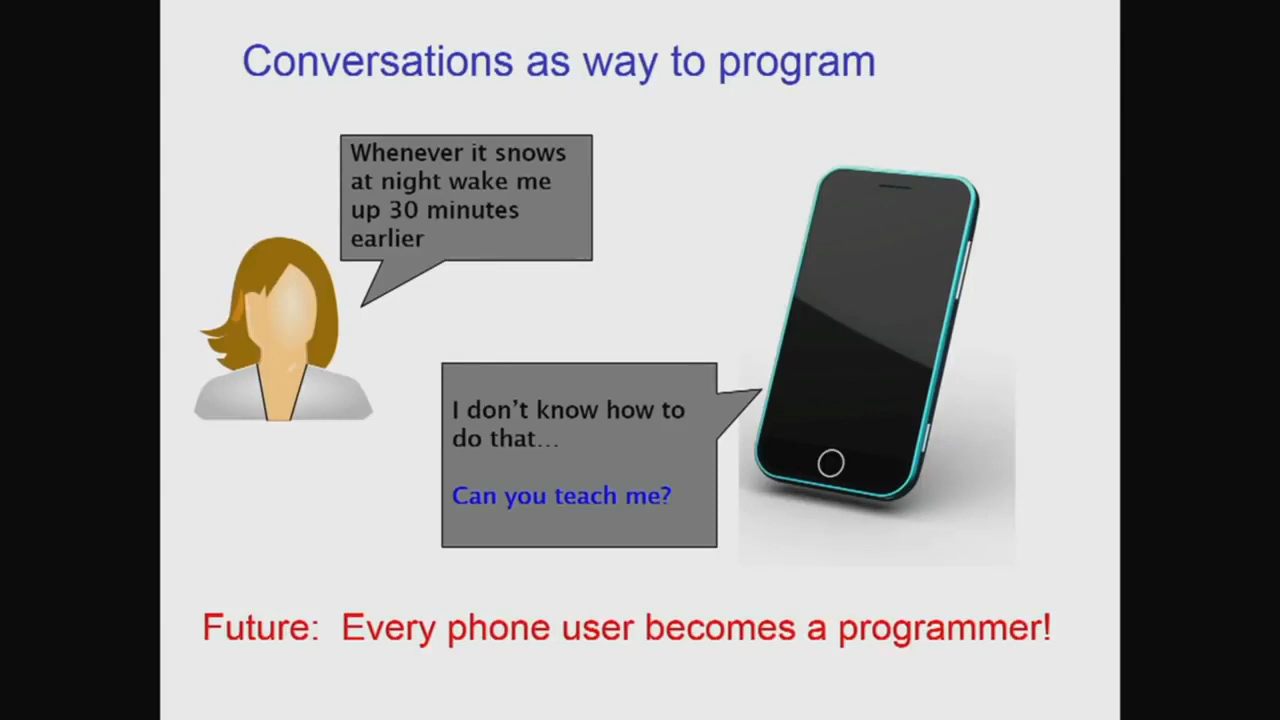 Conversations as way to program
Whenever it snows
at night wake me
up 30 minutes
earlier
I don't know how to
do that...
Can you teach me?
Future: Every phone user becomes a programmer!